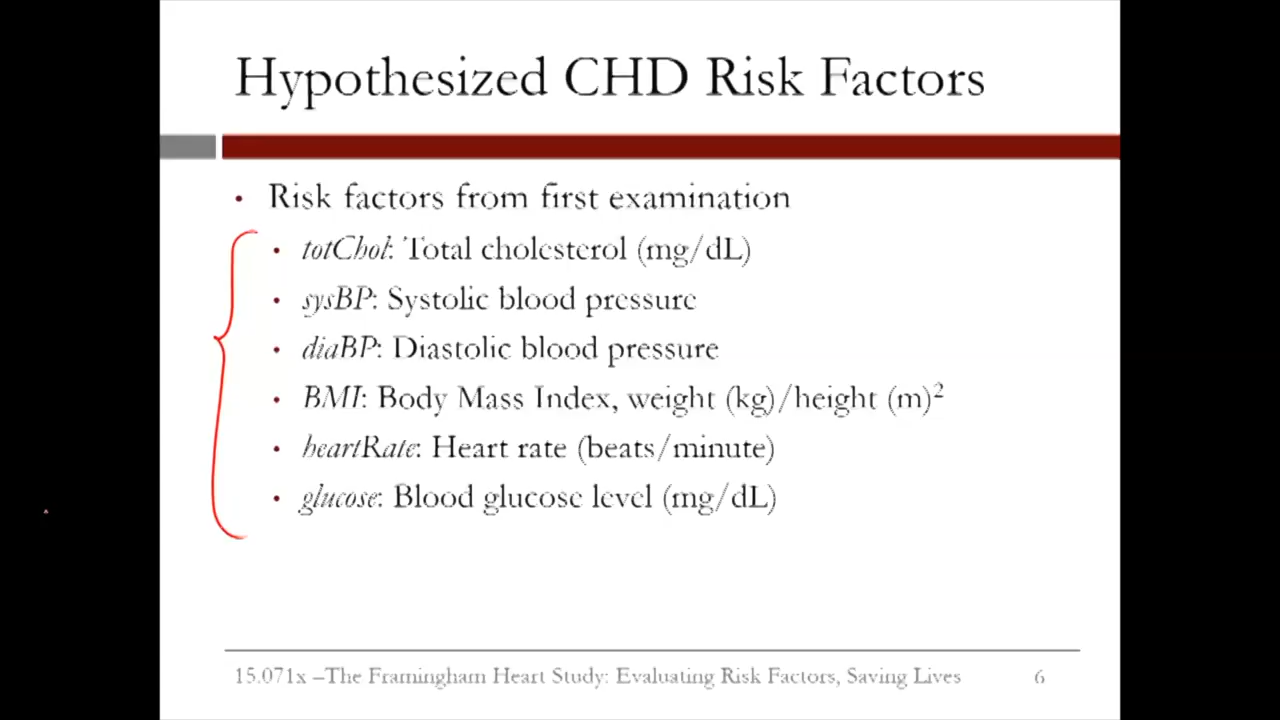 Hypothesized CHD Risk Factors
• Risk factors from first examination
• totChol: Total cholesterol (mg/dL)
• sysBP: Systolic blood pressure
• diaBP: Diastolic blood pressure
• BMI: Body Mass Index, weight (kg)/height (m)²
• heartRate: Heart rate (beats/minute)
• glucose: Blood glucose level (mg/dL)
15.071x –The Framingham Heart Study: Evaluating Risk Factors, Saving Lives 6